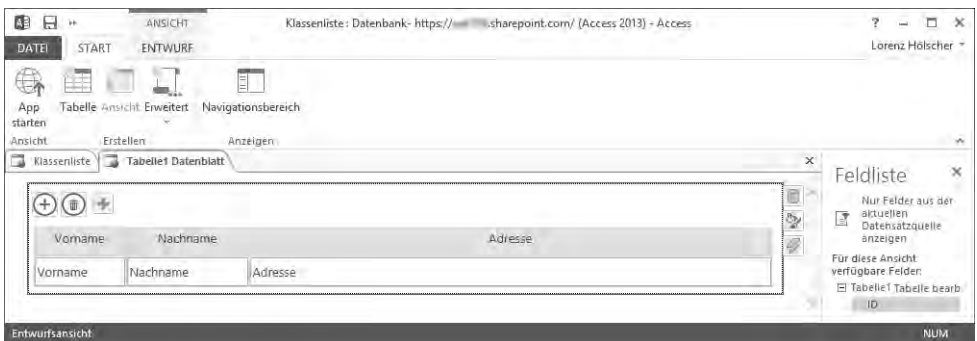 ANSICHT Klassenliste : Datenbank- https:// .sharepoint.com/ (Access 2013) - Access ?
DATEI START ENTWURF Lorenz Hölscher
App starten Tabelle Ansicht Erweitert Navigationsbereich
Ansicht Erstellen Anzeigen
Klassenliste Tabelle1 Datenblatt
Feldliste
Nur Felder aus der
aktuellen
Datensatzquelle
anzeigen
Vorname Nachname Adresse
Vorname Nachname Adresse
Für diese Ansicht
verfügbare Felder:
Tabelle1 Tabelle bearb
ID
Entwurfsansicht NUM